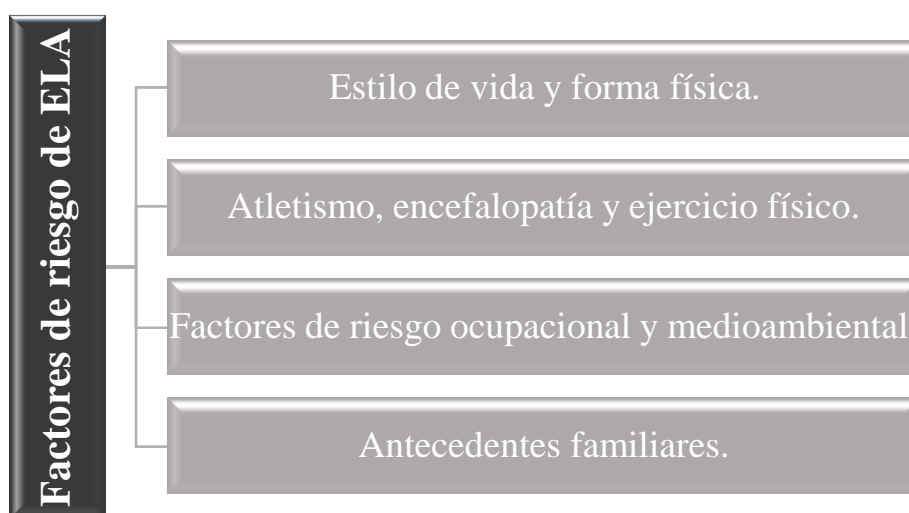 Factores de riesgo de ELA
Estilo de vida y forma física.
Atletismo, encefalopatía y ejercicio físico.
Factores de riesgo ocupacional y medioambiental
Antecedentes familiares.